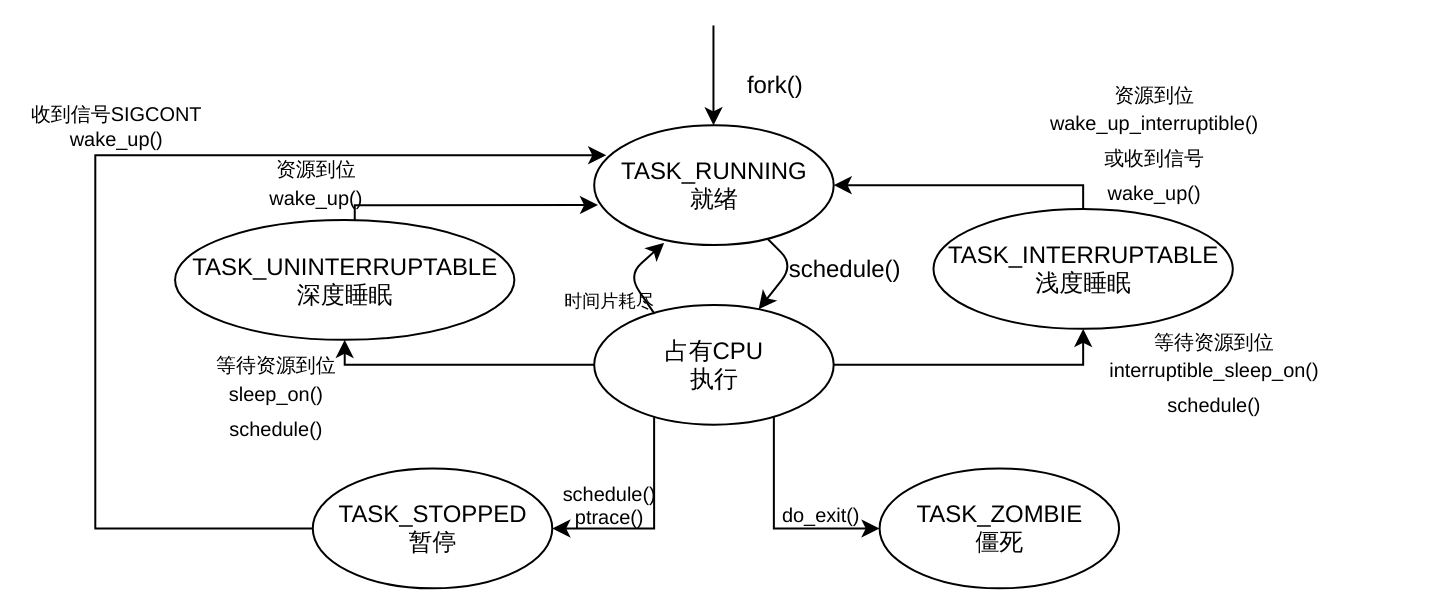 fork()
收到信号SIGCONT
wake_up()
资源到位
wake_up_interruptible()
或收到信号
wake_up()
资源到位
wake_up()
TASK_RUNNING
就绪
TASK_UNINTERRUPTABLE
深度睡眠
schedule()
TASK_INTERRUPTABLE
浅度睡眠
时间片耗尽
占有CPU
执行
等待资源到位
sleep_on()
schedule()
等待资源到位
interruptible_sleep_on()
schedule()
TASK_STOPPED
暂停
schedule()
ptrace()
do_exit()
TASK_ZOMBIE
僵死